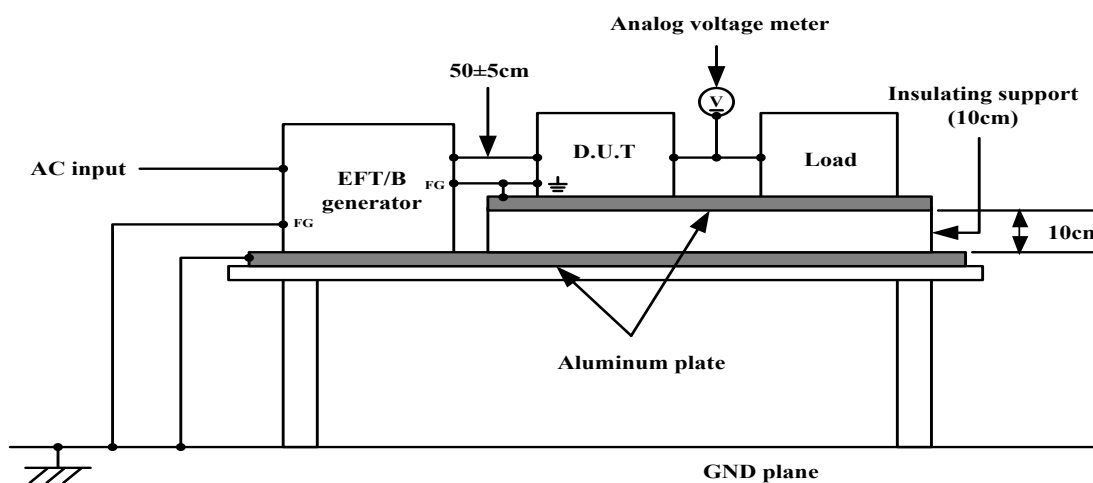 Analog voltage meter
50±5cm
V
Insulating support
(10cm)
D.U.T
Load
AC input
EFT/B
generator
FG
FG
10cm
Aluminum plate
GND plane